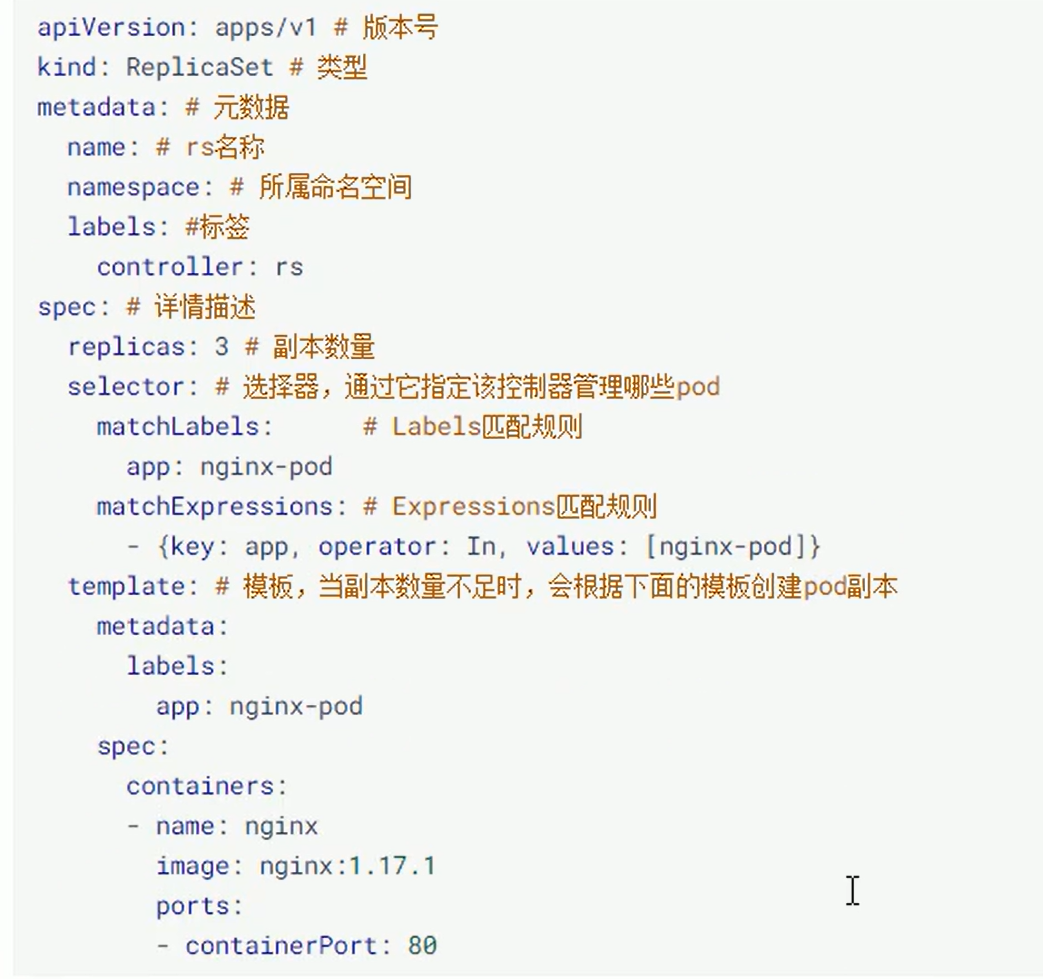 apiVersion: apps/v1 # 版本号
kind: ReplicaSet # 类型
metadata: # 元数据
  name: # rs名称
  namespace: # 所属命名空间
  labels: #标签
    controller: rs
spec: # 详情描述
  replicas: 3 # 副本数量
  selector: # 选择器，通过它指定该控制器管理哪些pod
    matchLabels:      # Labels匹配规则
      app: nginx-pod
    matchExpressions: # Expressions匹配规则
      - {key: app, operator: In, values: [nginx-pod]}
  template: # 模板，当副本数量不足时，会根据下面的模板创建pod副本
    metadata:
      labels:
        app: nginx-pod
    spec:
      containers:
      - name: nginx
        image: nginx:1.17.1
        ports:
        - containerPort: 80